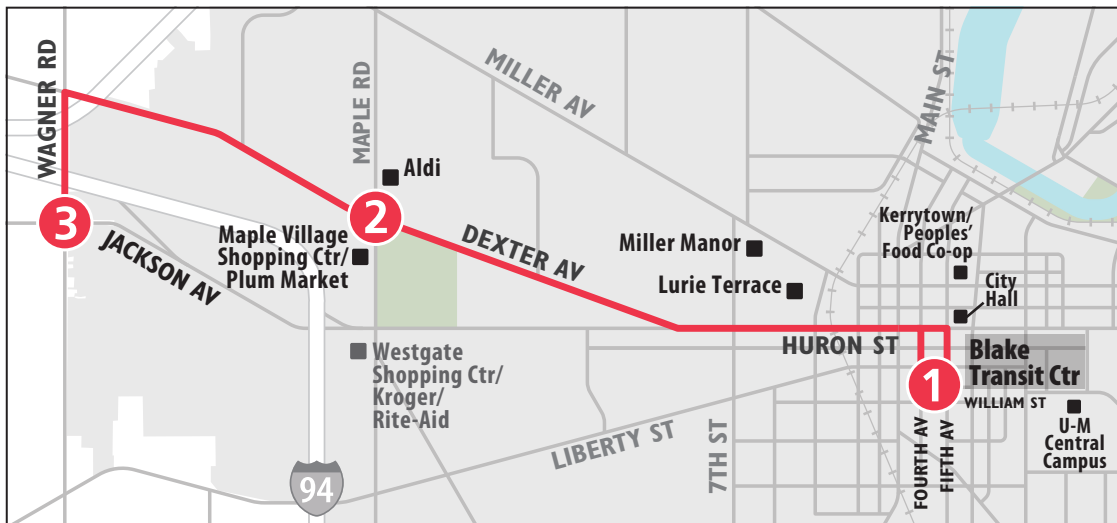 WAGNER RD
MAPLE RD
MILLER AV
MAIN ST
Aldi
2
3
JACKSON AV
Maple Village
Shopping Ctr/
Plum Market
DEXTER AV
Miller Manor
Lurie Terrace
Kerrytown/
Peoples'
Food Co-op
City
Hall
HURON ST
Blake
Transit Ctr
1
WILLIAM ST
Westgate
Shopping Ctr/
Kroger/
Rite-Aid
LIBERTY ST
7TH ST
FOURTH AV
FIFTH AV
U-M
Central
Campus
94